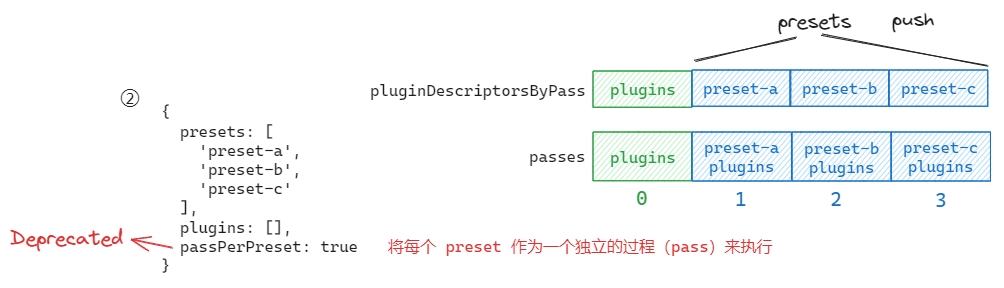 presets push
pluginDescriptorsByPass plugins preset-a preset-b preset-c
②
{
presets: [
'preset-a',
'preset-b',
'preset-c'
],
plugins: [],
passPerPreset: true
}
Deprecated
passes plugins preset-a plugins preset-b plugins preset-c plugins
0 1 2 3
将每个 preset 作为一个独立的过程（pass）来执行